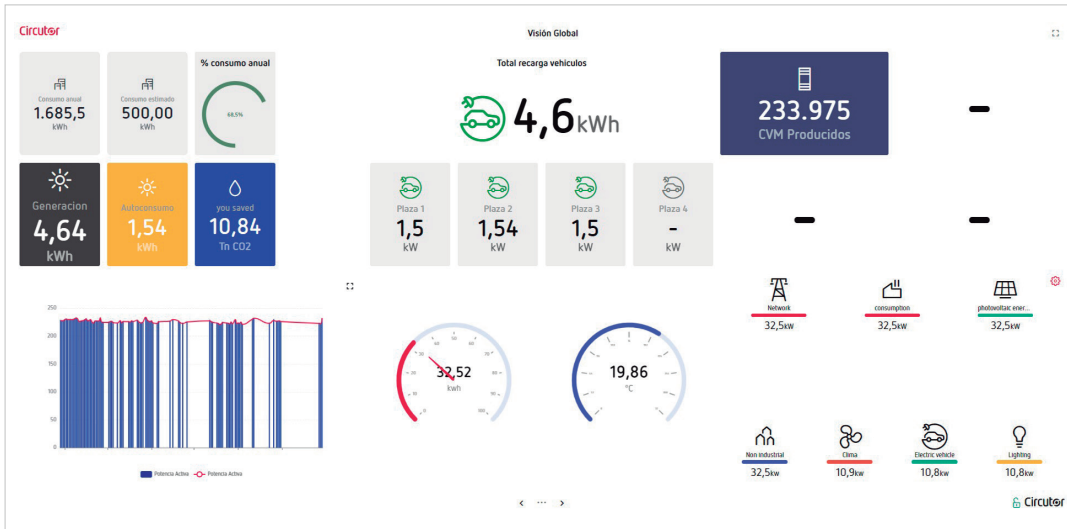 Circutor
Visión Global
Consumo anual
1.685,5
kWh
Consumo estimado
500,00
kWh
% consumo anual
68,5%
Total recarga vehiculos
4,6kWh
233.975
CVM Producidos
-
Generacion
4,64
kWh
Autoconsumo
1,54
kWh
you saved
10,84
Tn CO2
Plaza 1
1,5
kW
Plaza 2
1,54
kW
Plaza 3
1,5
kW
Plaza 4
-
kW
-
-
250
200
150
100
50
0
Potencia Activa
Potencia Activa
32,52
kwh
19,86
°C
Network
32,5kw
consumption
32,5kw
photovoltaic ener...
32,5kw
Non industrial
32,5kw
Clima
10,9kw
Electric vehicle
10,8kw
Lighting
10,8kw
< ... >
Circutor